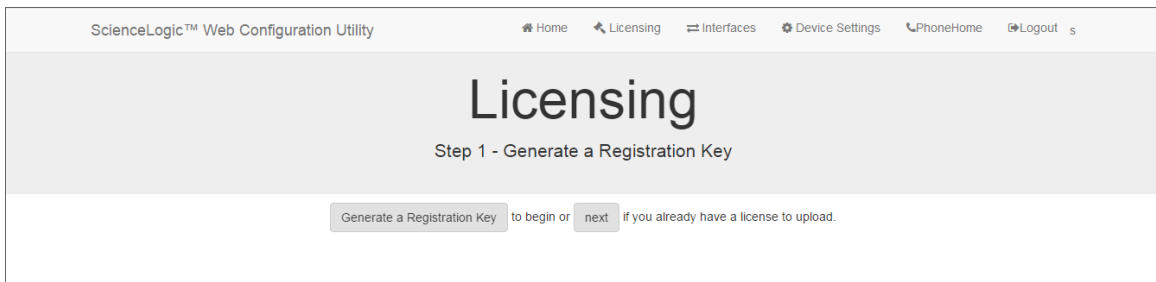 ScienceLogic™ Web Configuration Utility Home Licensing Interfaces Device Settings PhoneHome Logout s
Licensing
Step 1 - Generate a Registration Key
Generate a Registration Key to begin or next if you already have a license to upload.